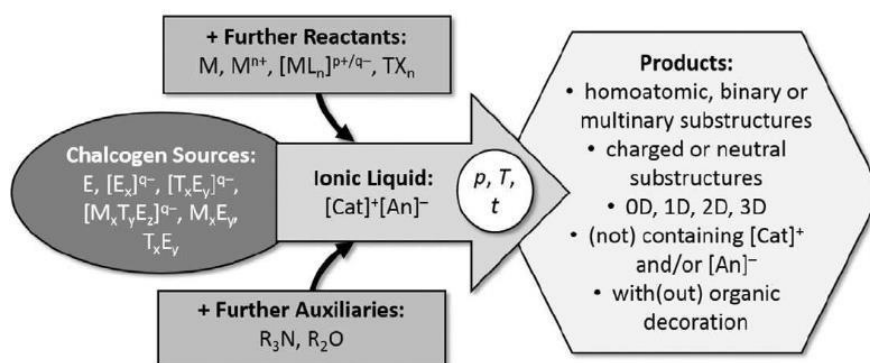 + Further Reactants:
M, Mⁿ⁺, [MLₙ]ᵖ⁺/q⁻, TXₙ
Chalcogen Sources:
E, [Eₓ]q⁻, [TₓEᵧ]q⁻,
[MₓTᵧE_z]q⁻, MₓEᵧ,
TₓEᵧ
Ionic Liquid:
[Cat]⁺[An]⁻
p, T,
t
+ Further Auxiliaries:
R₃N, R₂O
Products:
• homoatomic, binary or
multinary substructures
• charged or neutral
substructures
• 0D, 1D, 2D, 3D
• (not) containing [Cat]⁺
and/or [An]⁻
• with(out) organic
decoration